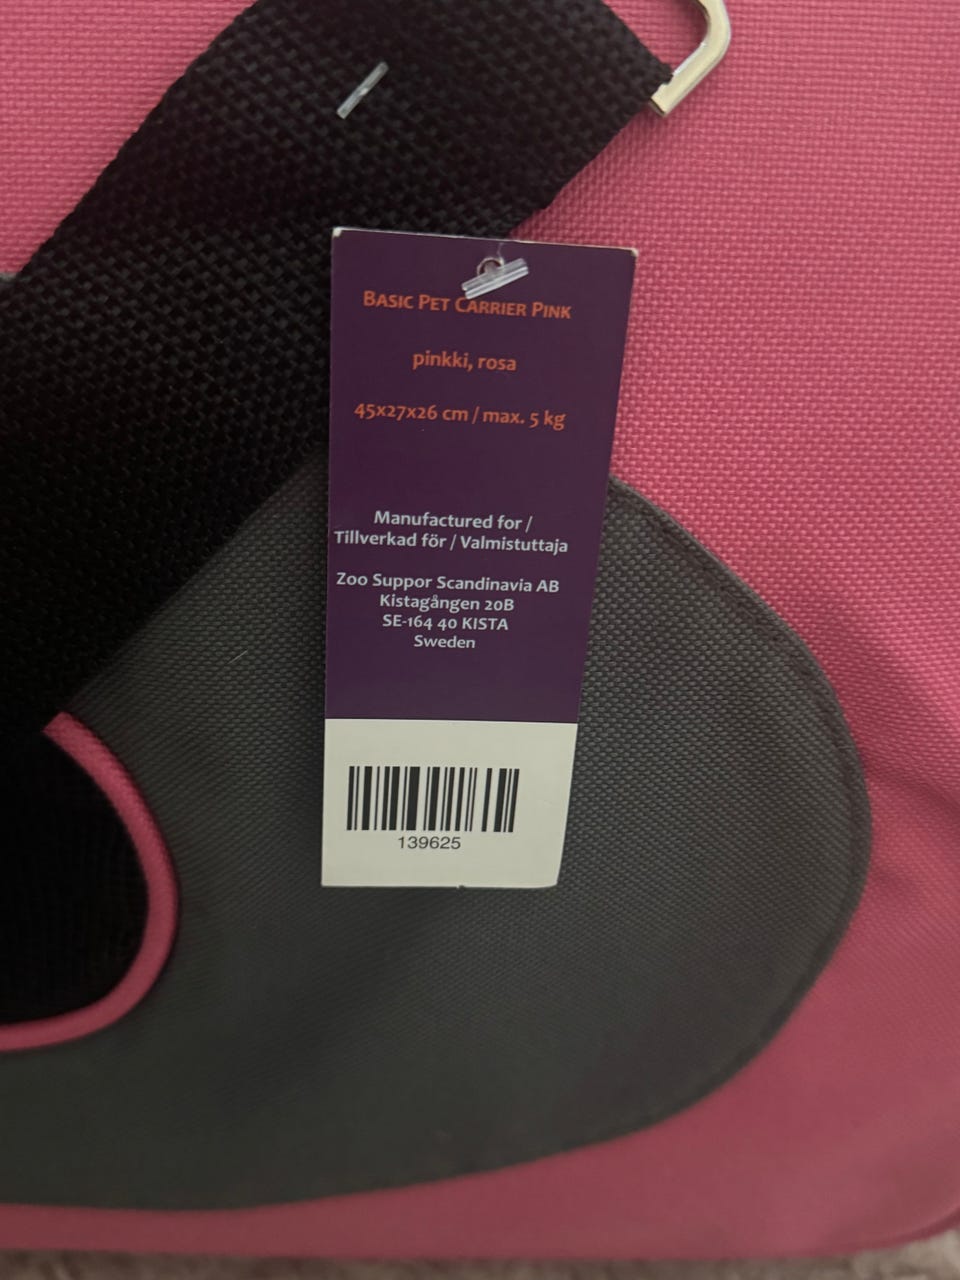 BASIC PET CARRIER PINK
pinkki, rosa
45x27x26 cm / max. 5 kg
Manufactured for /
Tillverkad för / Valmistuttaja
Zoo Suppor Scandinavia AB
Kistagången 20B
SE-164 40 KISTA
Sweden
139625